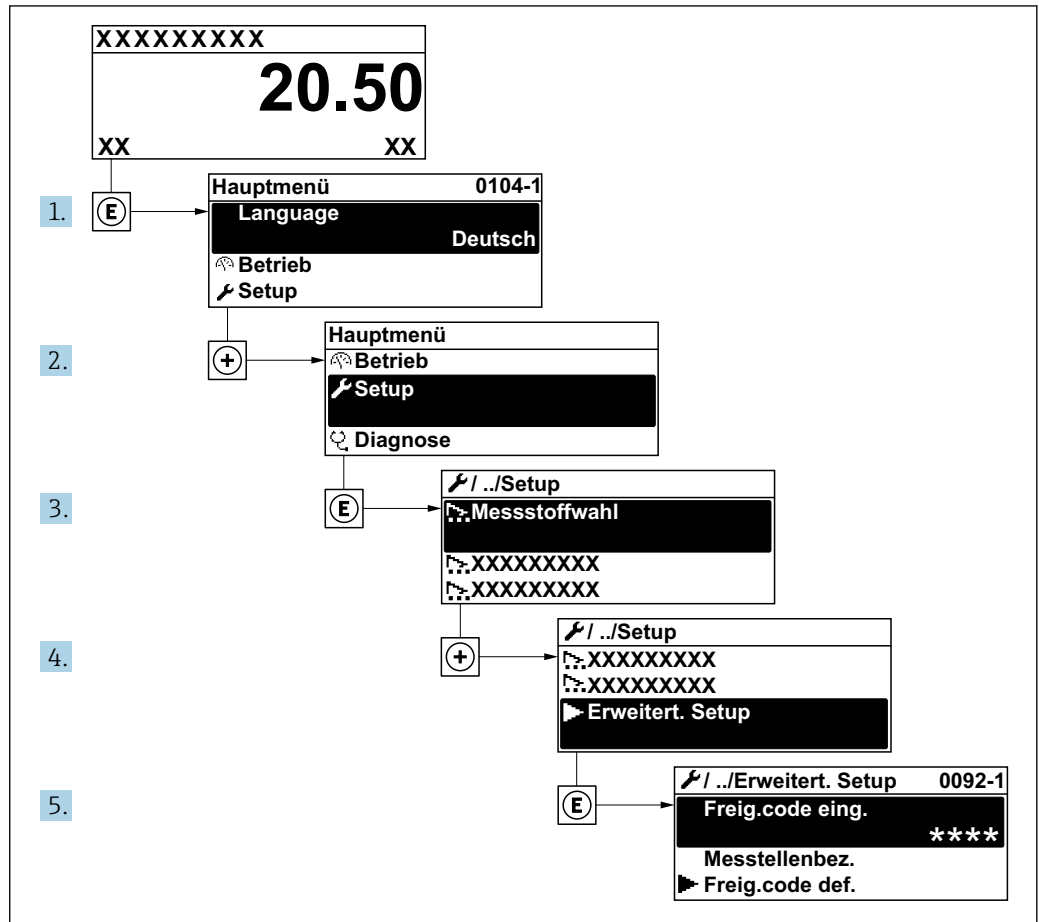 XXXXXXXXX
20.50
XX XX
1. E
Hauptmenü 0104-1
Language
Deutsch
Betrieb
Setup
2. +
Hauptmenü
Betrieb
Setup
Diagnose
3. E
/ ../Setup
Messstoffwahl
XXXXXXXXX
XXXXXXXXX
4. +
/ ../Setup
XXXXXXXXX
XXXXXXXXX
Erweitert. Setup
5. E
/ ../Erweitert. Setup 0092-1
Freig.code eing.
****
Messtellenbez.
Freig.code def.